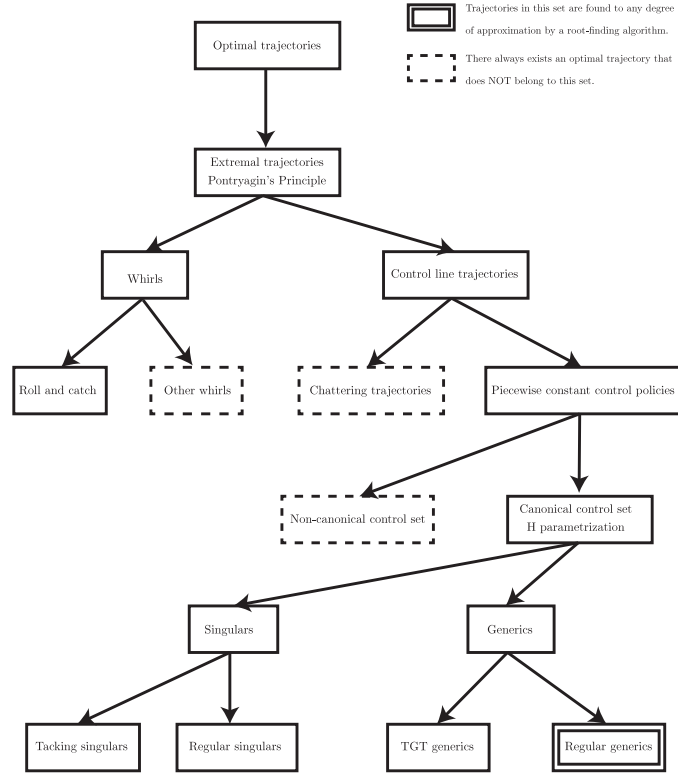 Trajectories in this set are found to any degree
of approximation by a root-finding algorithm.
There always exists an optimal trajectory that
does NOT belong to this set.
Optimal trajectories
Extremal trajectories
Pontryagin's Principle
Whirls
Control line trajectories
Roll and catch
Other whirls
Chattering trajectories
Piecewise constant control policies
Non-canonical control set
Canonical control set
H parametrization
Singulars
Generics
Tacking singulars
Regular singulars
TGT generics
Regular generics